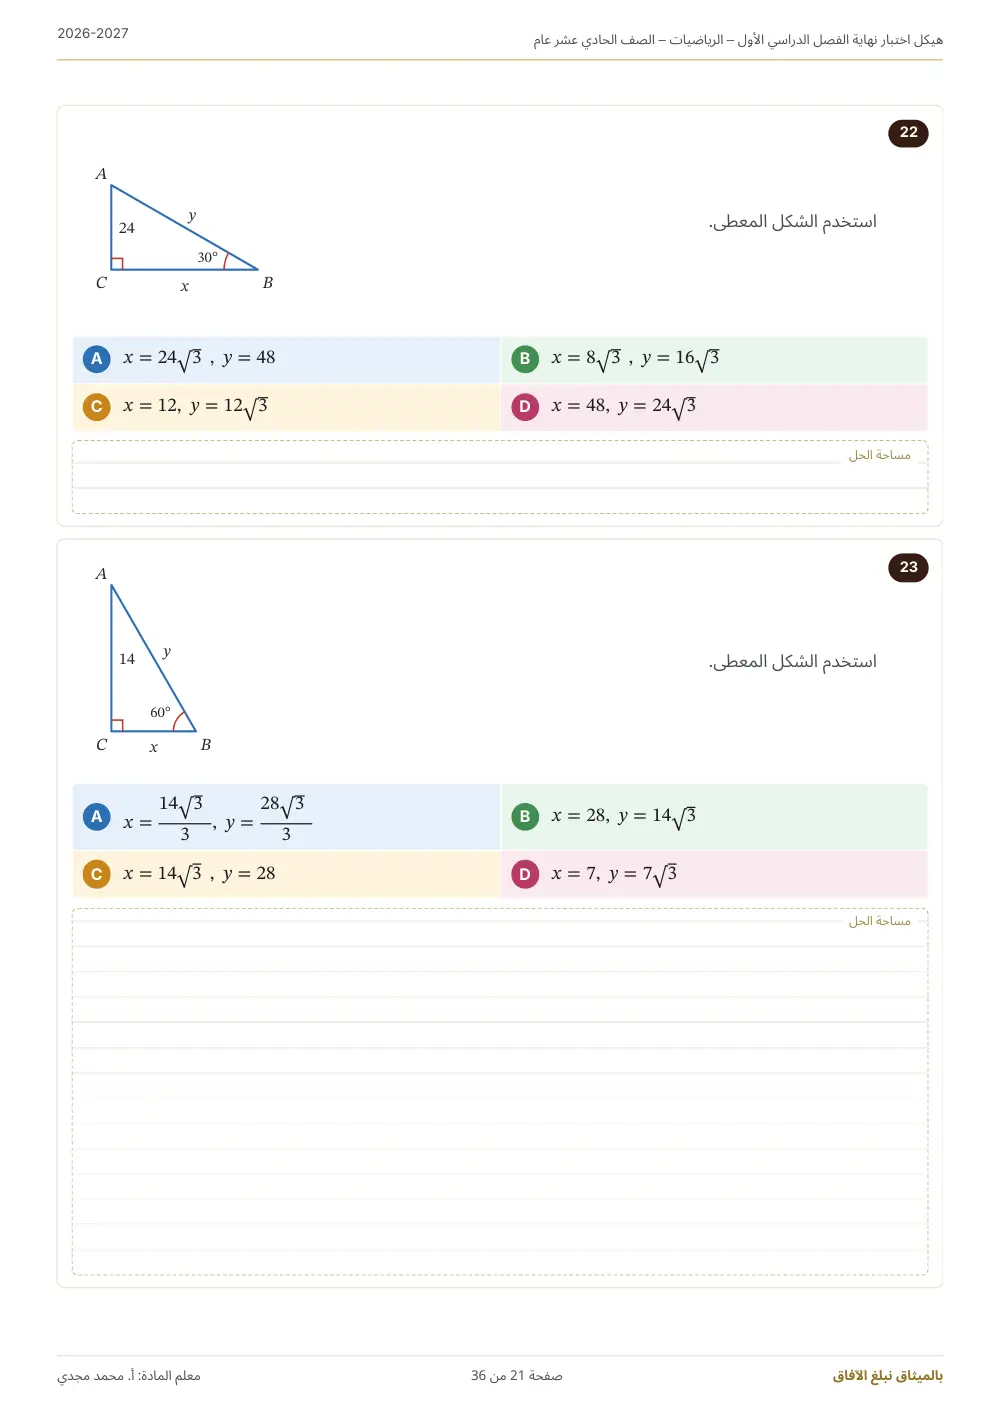 هيكل اختبار نهاية الفصل الدراسي الأول – الرياضيات – الصف الحادي عشر عام
2026-2027
22
استخدم الشكل المعطى.
A
24
y
30°
C
x
B
A x = 24√3 , y = 48
B x = 8√3 , y = 16√3
C x = 12, y = 12√3
D x = 48, y = 24√3
مساحة الحل
23
استخدم الشكل المعطى.
A
14
y
60°
C
x
B
A x = 14√3/3, y = 28√3/3
B x = 28, y = 14√3
C x = 14√3 , y = 28
D x = 7, y = 7√3
مساحة الحل
بالميثاق نبلغ الآفاق
صفحة 21 من 36
معلم المادة: أ. محمد مجدي